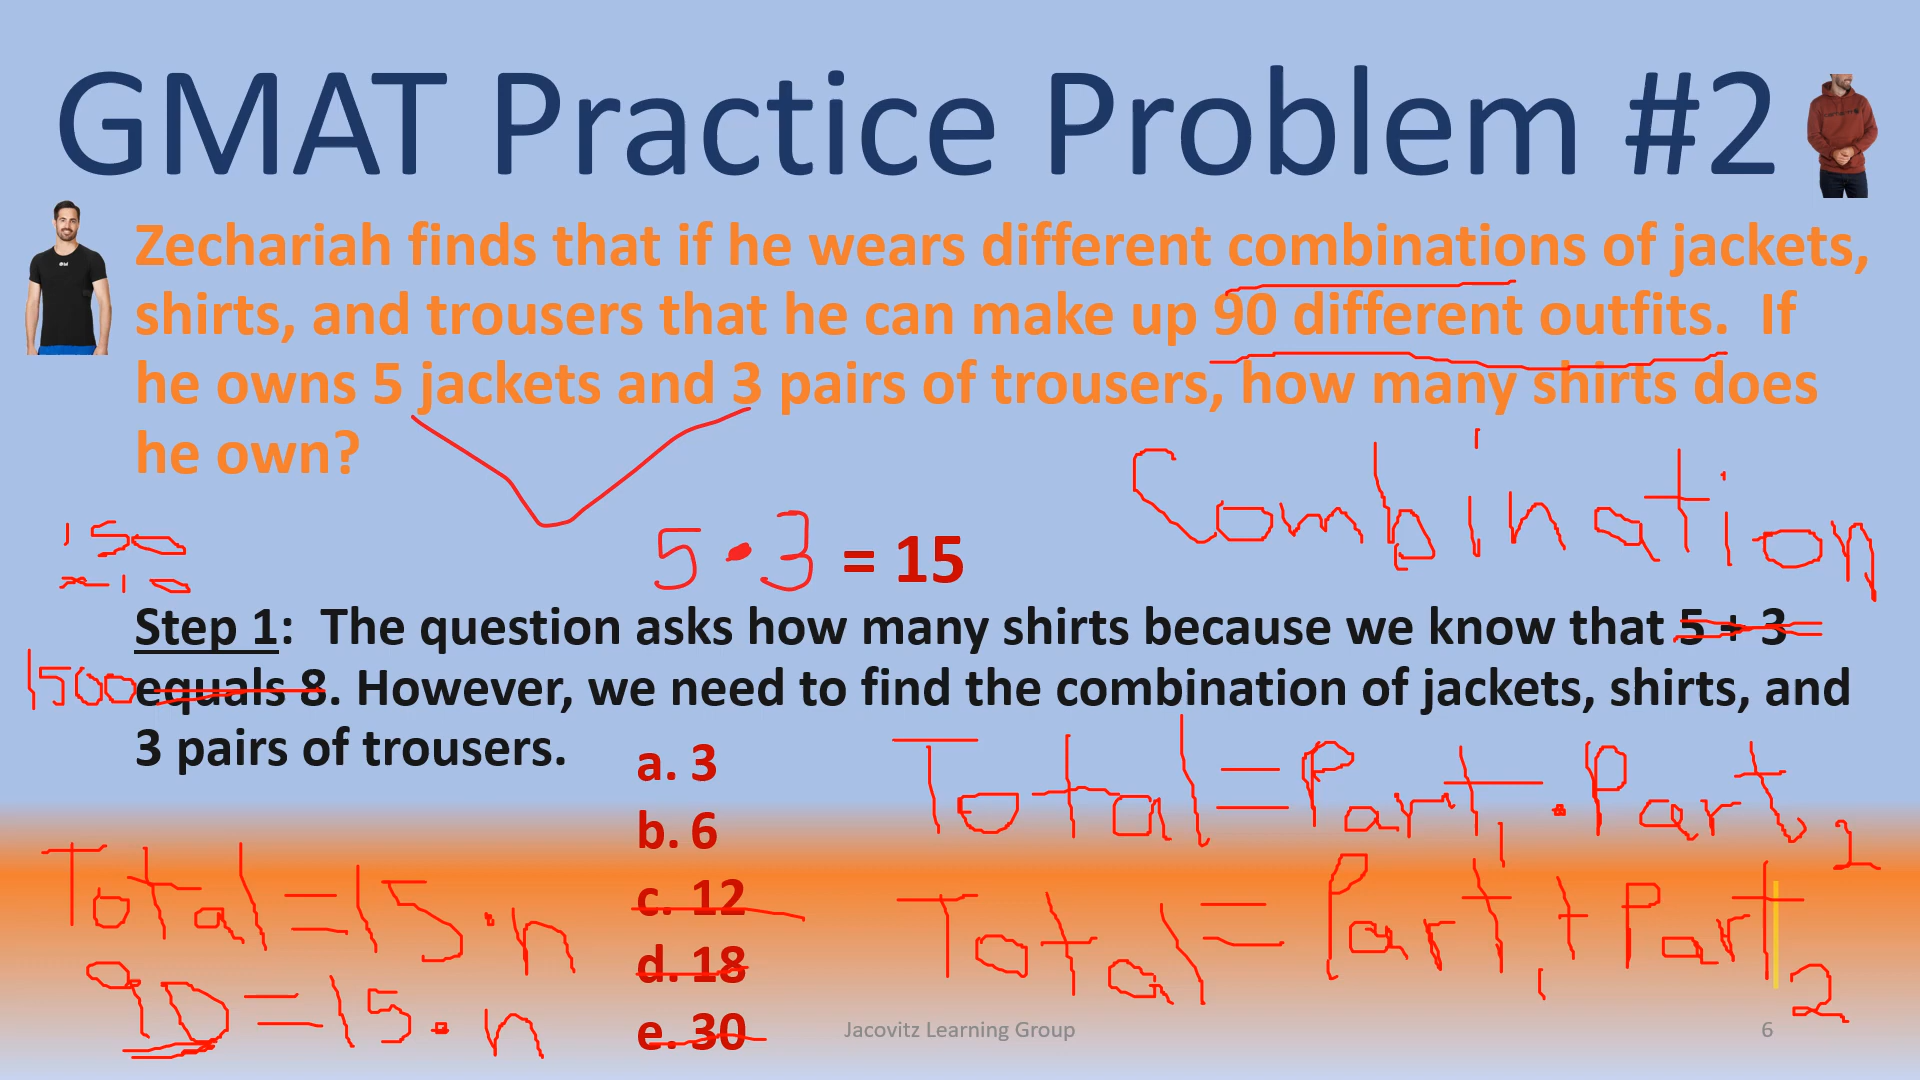 GMAT Practice Problem #2
Zechariah finds that if he wears different combinations of jackets,
shirts, and trousers that he can make up 90 different outfits. If
he owns 5 jackets and 3 pairs of trousers, how many shirts does
he own?
Combination
150
×10
1500
5 • 3 = 15
Step 1: The question asks how many shirts because we know that 5 + 3
equals 8. However, we need to find the combination of jackets, shirts, and
3 pairs of trousers.
a. 3
b. 6
c. 12
d. 18
e. 30
Total = Part1 · Part2
Total = Part1 + Part2
Total = 15 · n
90 = 15 · n
Jacovitz Learning Group
6